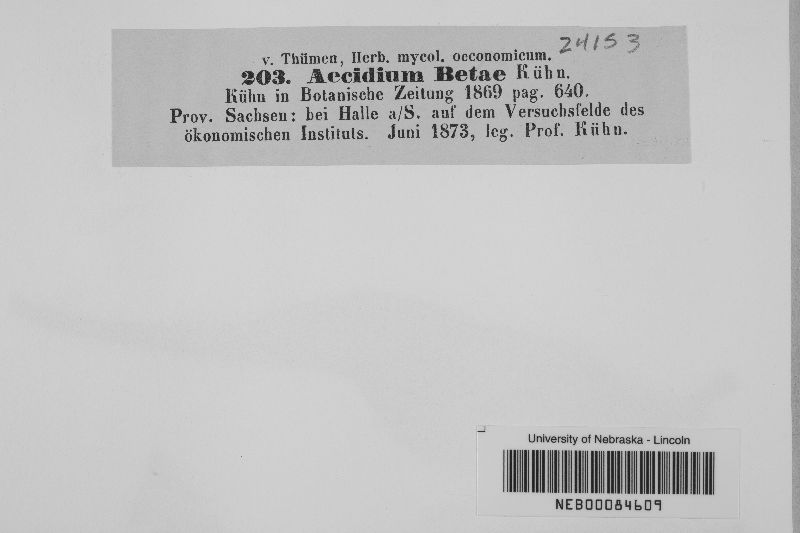 v. Thümen, Herb. mycol. oeconomicum. 24153
203. Aecidium Betae Kühn.
Kühn in Botanische Zeitung 1869 pag. 640.
Prov. Sachsen: bei Halle a/S. auf dem Versuchsfelde des
ökonomischen Instituts. Juni 1873, leg. Prof. Kühn.
University of Nebraska - Lincoln
NEB00084609